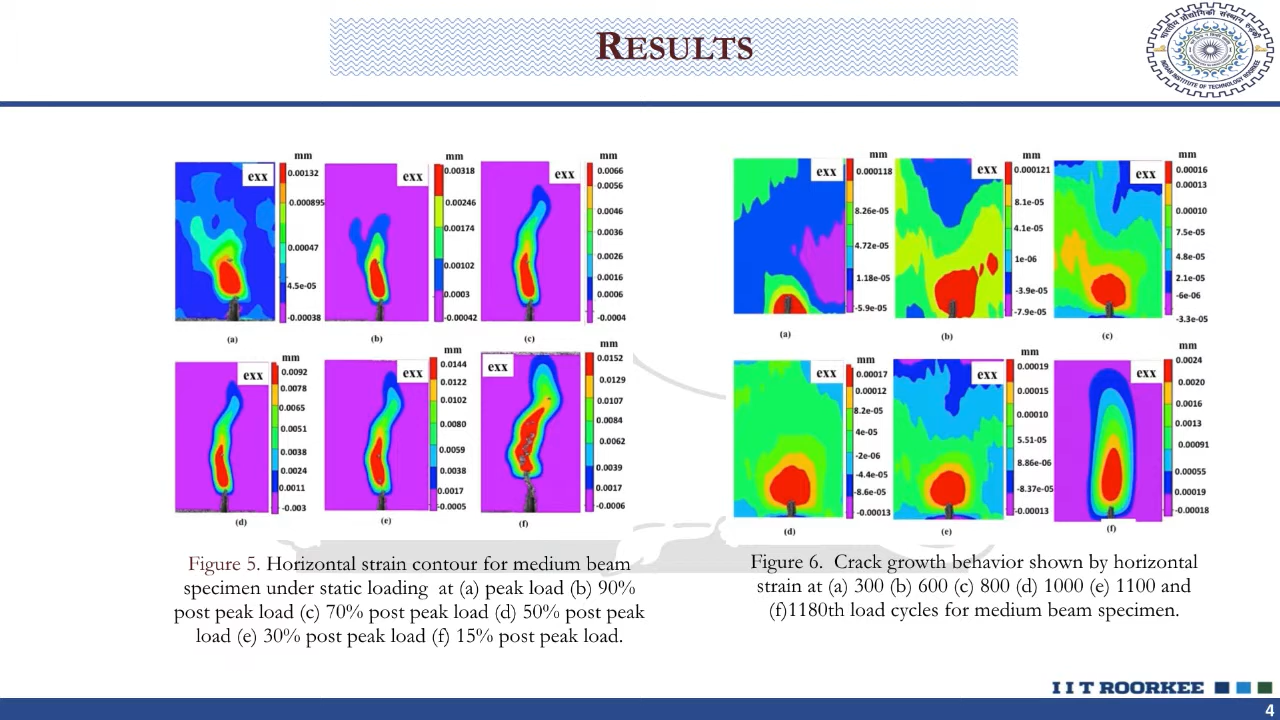 RESULTS
भारतीय प्रौद्योगिकी संस्थान रुड़की
INDIAN INSTITUTE OF TECHNOLOGY ROORKEE
mm
exx
0.00132
0.000895
0.00047
4.5e-05
-0.00038
(a)
mm
exx
0.00318
0.00246
0.00174
0.00102
0.0003
-0.00042
(b)
mm
exx
0.0066
0.0056
0.0046
0.0036
0.0026
0.0016
0.0006
-0.0004
(c)
mm
exx
0.0092
0.0078
0.0065
0.0051
0.0038
0.0024
0.0011
-0.003
(d)
mm
exx
0.0144
0.0122
0.0102
0.0080
0.0059
0.0038
0.0017
-0.0005
(e)
mm
exx
0.0152
0.0129
0.0107
0.0084
0.0062
0.0039
0.0017
-0.0006
(f)
Figure 5. Horizontal strain contour for medium beam
specimen under static loading at (a) peak load (b) 90%
post peak load (c) 70% post peak load (d) 50% post peak
load (e) 30% post peak load (f) 15% post peak load.
mm
exx
0.000118
8.26e-05
4.72e-05
1.18e-05
-5.9e-05
(a)
mm
exx
0.000121
8.1e-05
4.1e-05
1e-06
-3.9e-05
-7.9e-05
(b)
mm
exx
0.00016
0.00013
0.00010
7.5e-05
4.8e-05
2.1e-05
-6e-06
-3.3e-05
(c)
mm
exx
0.00017
0.00012
8.2e-05
4e-05
-2e-06
-4.4e-05
-8.6e-05
-0.00013
(d)
mm
exx
0.00019
0.00015
0.00010
5.51-05
8.86e-06
-8.37e-05
-0.00013
(e)
mm
exx
0.0024
0.0020
0.0016
0.0013
0.00091
0.00055
0.00019
-0.00018
(f)
Figure 6. Crack growth behavior shown by horizontal
strain at (a) 300 (b) 600 (c) 800 (d) 1000 (e) 1100 and
(f)1180th load cycles for medium beam specimen.
I I T ROORKEE
4